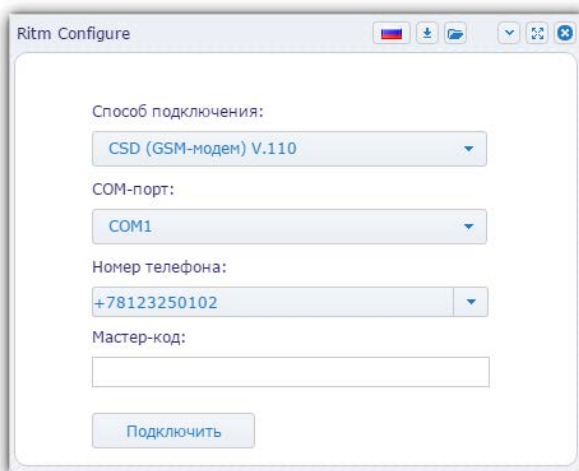 Ritm Configure
Способ подключения:
CSD (GSM-модем) V.110
COM-порт:
COM1
Номер телефона:
+78123250102
Мастер-код:
Подключить